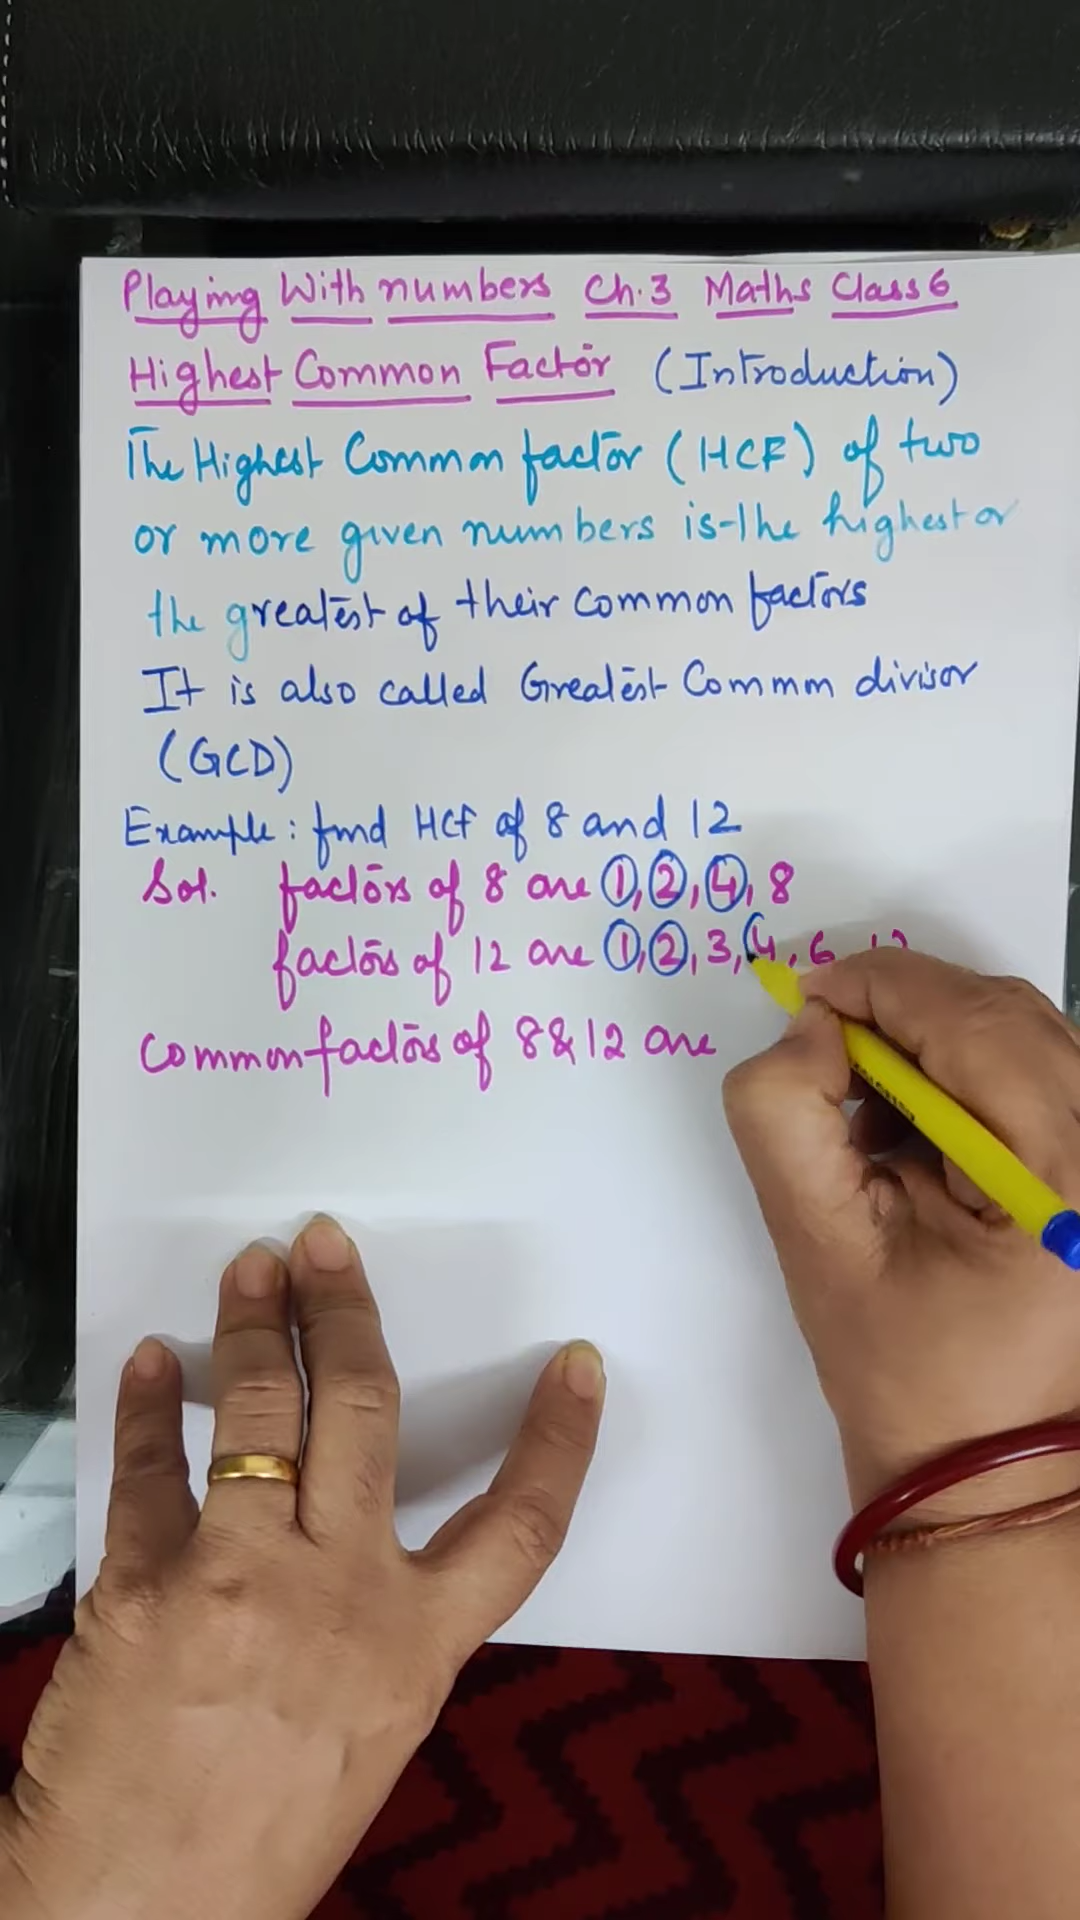 Playing With numbers Ch.3 Maths Class 6
Highest Common Factor (Introduction)
The Highest Common factor (HCF) of two
or more given numbers is the highest or
the greatest of their common factors
It is also called Greatest Common divisor
(GCD)
Example: find HCF of 8 and 12
Sol. factors of 8 are 1, 2, 4, 8
factors of 12 are 1, 2, 3, 4, 6, 12
Common factors of 8 & 12 are